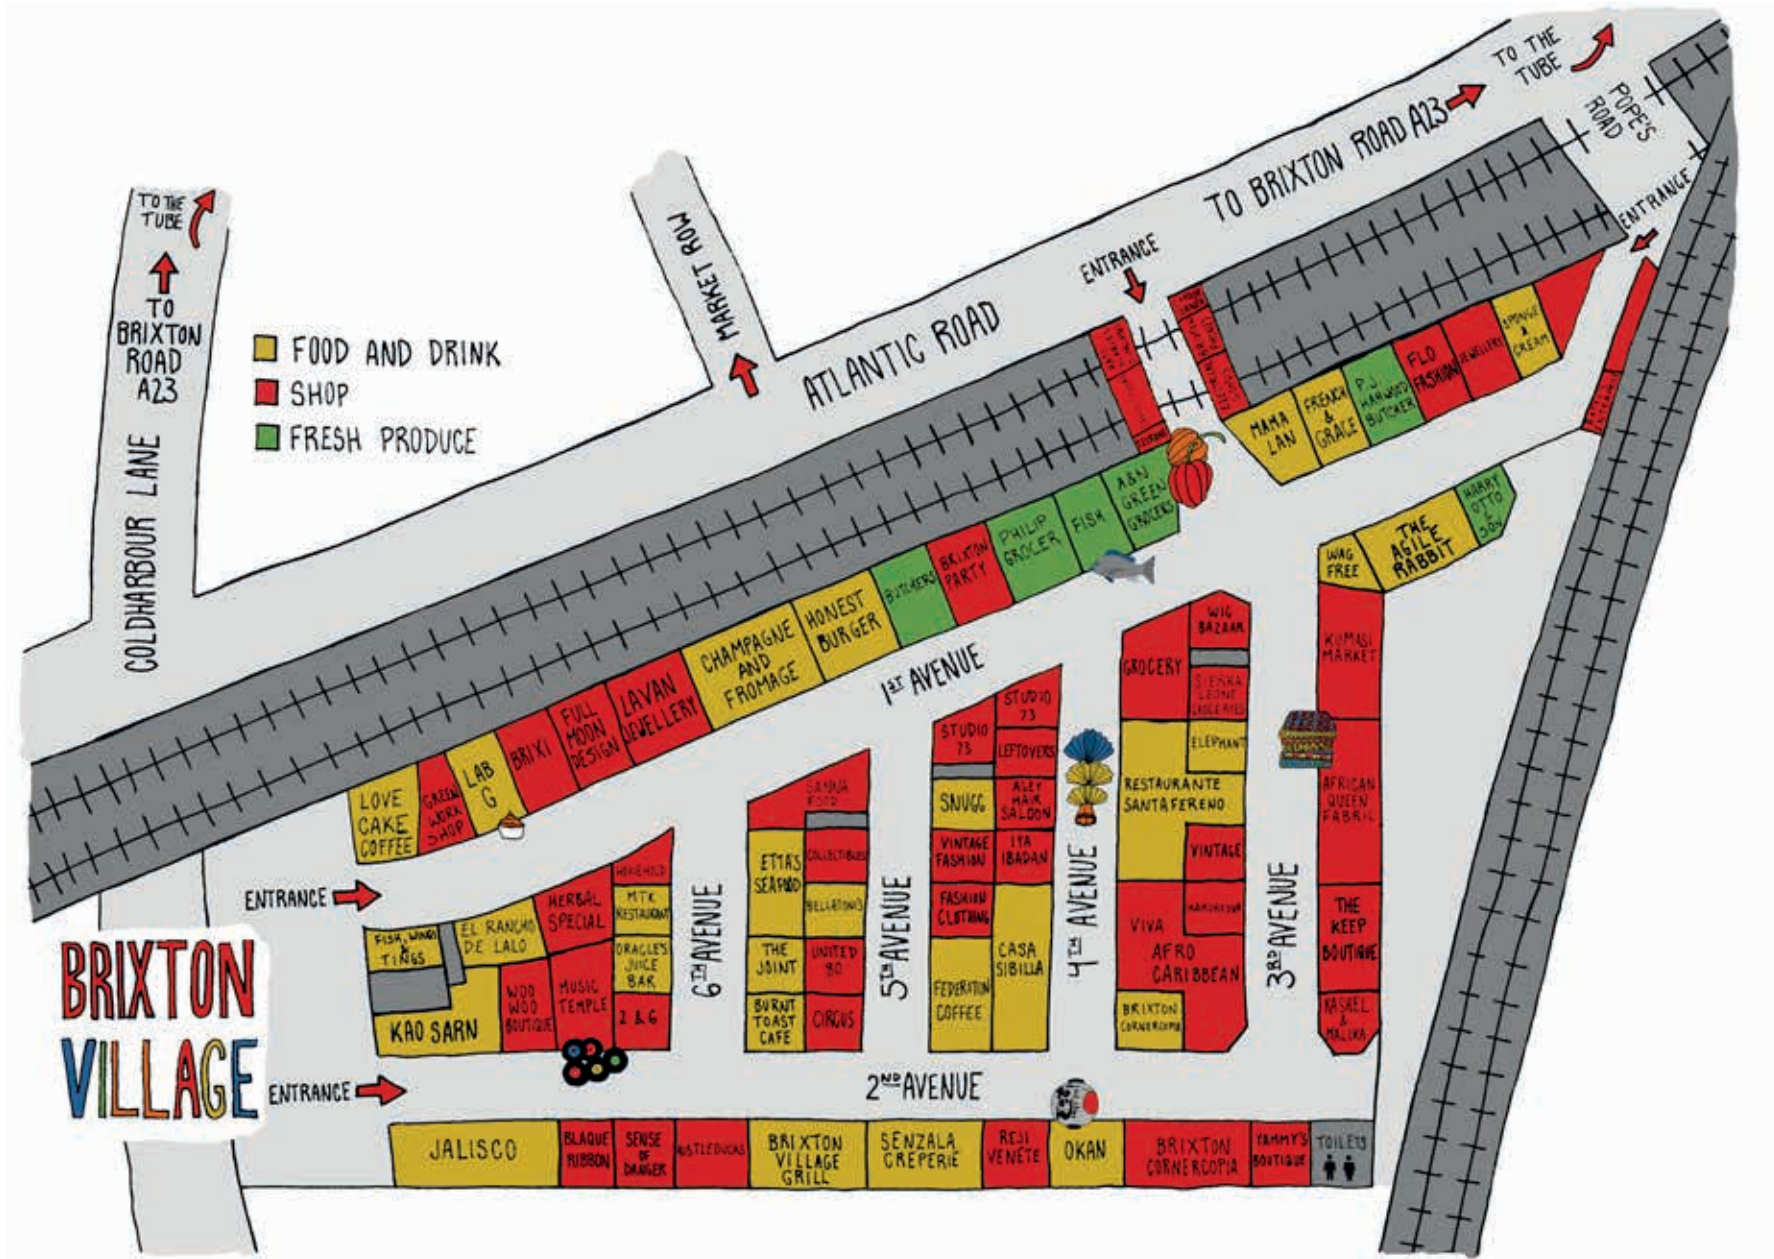 TO THE
TUBE
TO
BRIXTON
ROAD
A23
COLDHARBOUR LANE
FOOD AND DRINK
SHOP
FRESH PRODUCE
MARKET ROW
ATLANTIC ROAD
ENTRANCE
TO BRIXTON ROAD A23
TO THE
TUBE
POPE'S
ROAD
ENTRANCE
MAMA
LAN
FRENCH
&
GRACE
P.J.
HARWOOD
BUTCHER
FLO
FASHION
JEWELLERY
SPONGE
&
CREAM
HARRY
OTTO
&
JOY
THE
AGILE
RABBIT
WAG
FREE
A&N
GREEN
GROCERS
FISH
PHILIP
GROCER
BRIXTON
PARTY
BUTCHERS
HONEST
BURGER
CHAMPAGNE
AND
FROMAGE
LAVAN
JEWELLERY
FULL
MOON
DESIGN
BRIXI
LAB
G
GREEN
WORK
SHOP
LOVE
CAKE
COFFEE
1ST AVENUE
ENTRANCE
BRIXTON
VILLAGE
ENTRANCE
FISH, WINGS
&
TINGS
EL RANCHO
DE LALO
HERBAL
SPECIAL
HOUSEHOLD
MTK
RESTAURANT
ORACLE'S
JUICE
BAR
2 & 6
KAO SARN
WOO
WOO
BOUTIQUE
MUSIC
TEMPLE
6TH AVENUE
FOOD
ETTA'S
SEAFOOD
COLLECTIBLES
BELLATONI'S
THE
JOINT
UNITED
80
BURNT
TOAST
CAFE
CIRCUS
5TH AVENUE
STUDIO
73
STUDIO
73
LEFTOVERS
SNUGG
AGEY
HAIR
SALOON
VINTAGE
FASHION
ITA
IBADAN
FASHION
CLOTHING
CASA
SIBILLA
FEDERATION
COFFEE
4TH AVENUE
WIG
BAZAAR
GROCERY
SIERRA
LEONE
GROCERIES
ELEPHANT
RESTAURANTE
SANTAFERENO
VINTAGE
VIVA
AFRO
CARIBBEAN
BRIXTON
CORNERCOPIA
3RD AVENUE
KUMASI
MARKET
AFRICAN
QUEEN
FABRIC
THE
KEEP
BOUTIQUE
RASHEL
&
MALIKA
2ND AVENUE
JALISCO
BLAQUE
RIBBON
SENSE
OF
DANGER
BRIXTON
VILLAGE
GRILL
SENZALA
CREPERIE
REJI
VENETE
OKAN
BRIXTON
CORNERCOPIA
YAMMY'S
BOUTIQUE
TOILETS